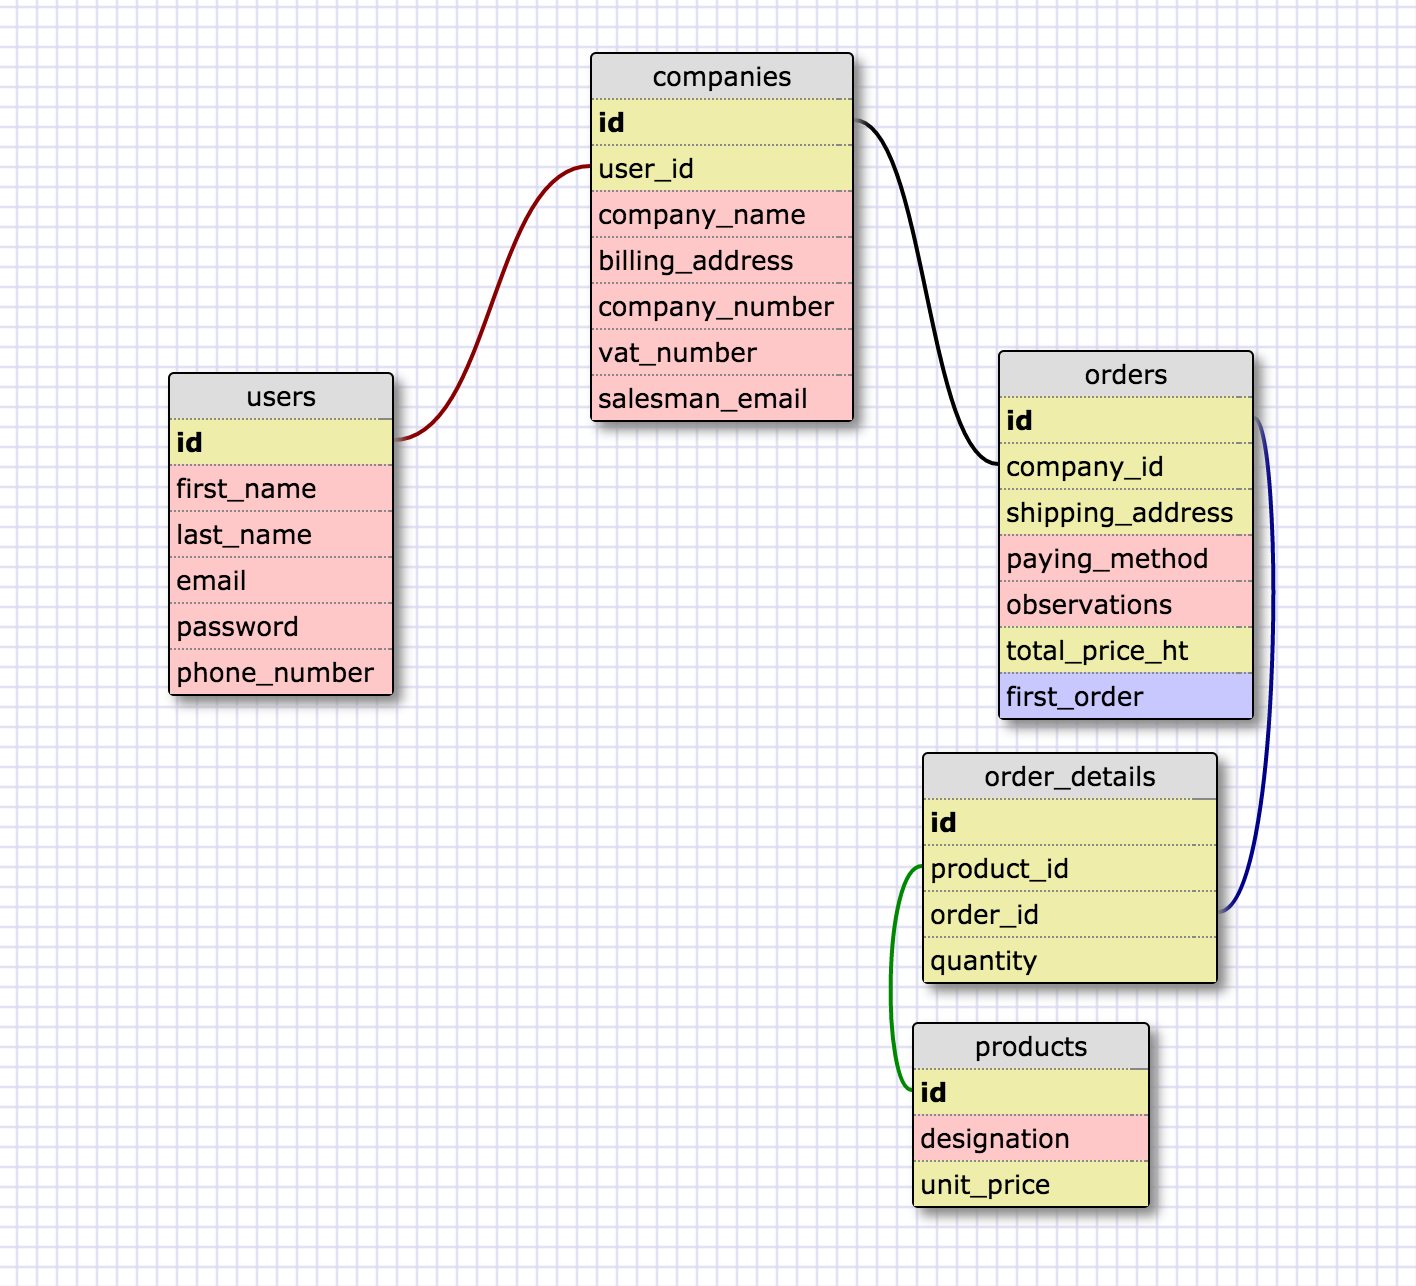 companies
id
user_id
company_name
billing_address
company_number
vat_number
salesman_email
users
id
first_name
last_name
email
password
phone_number
orders
id
company_id
shipping_address
paying_method
observations
total_price_ht
first_order
order_details
id
product_id
order_id
quantity
products
id
designation
unit_price